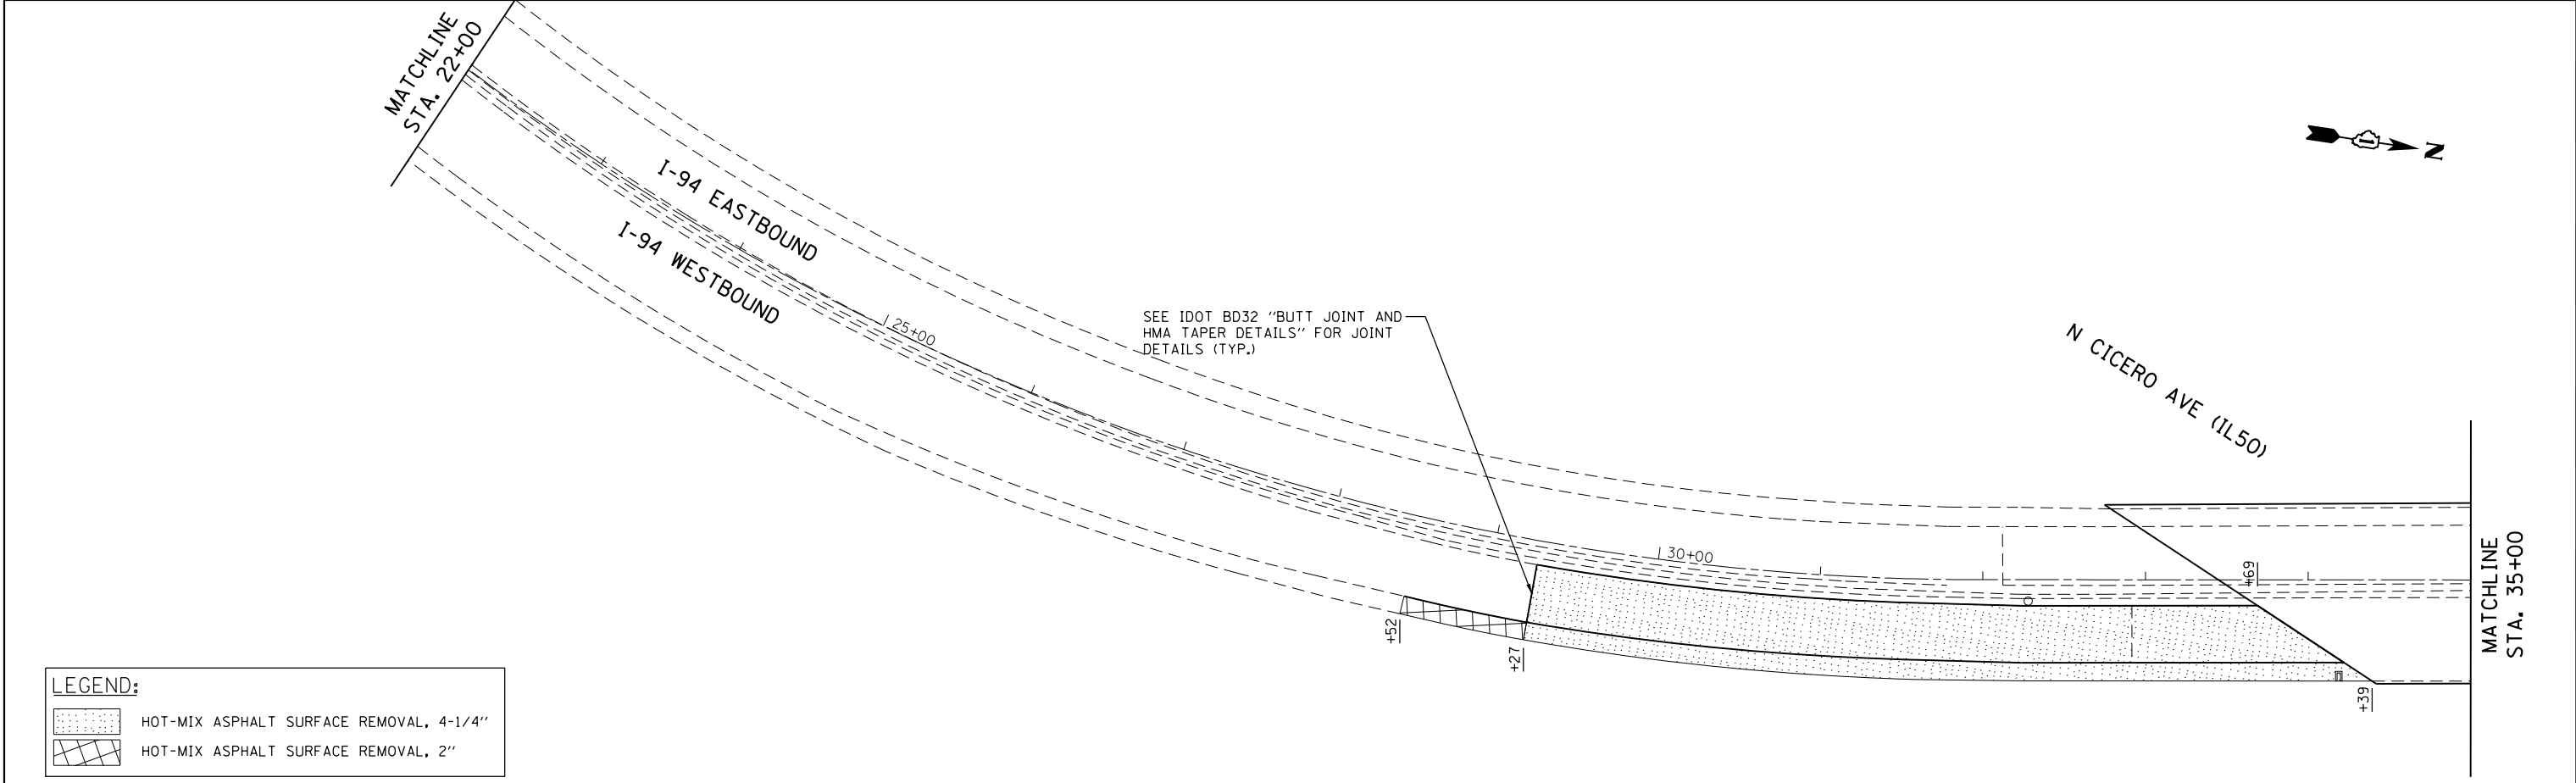 MATCHLINE
STA. 22+00
I-94 EASTBOUND
I-94 WESTBOUND
25+00
SEE IDOT BD32 "BUTT JOINT AND
HMA TAPER DETAILS" FOR JOINT
DETAILS (TYP.)
N
N CICERO AVE (IL50)
30+00
+69
+52
+27
+39
MATCHLINE
STA. 35+00
LEGEND:
HOT-MIX ASPHALT SURFACE REMOVAL, 4-1/4"
HOT-MIX ASPHALT SURFACE REMOVAL, 2"